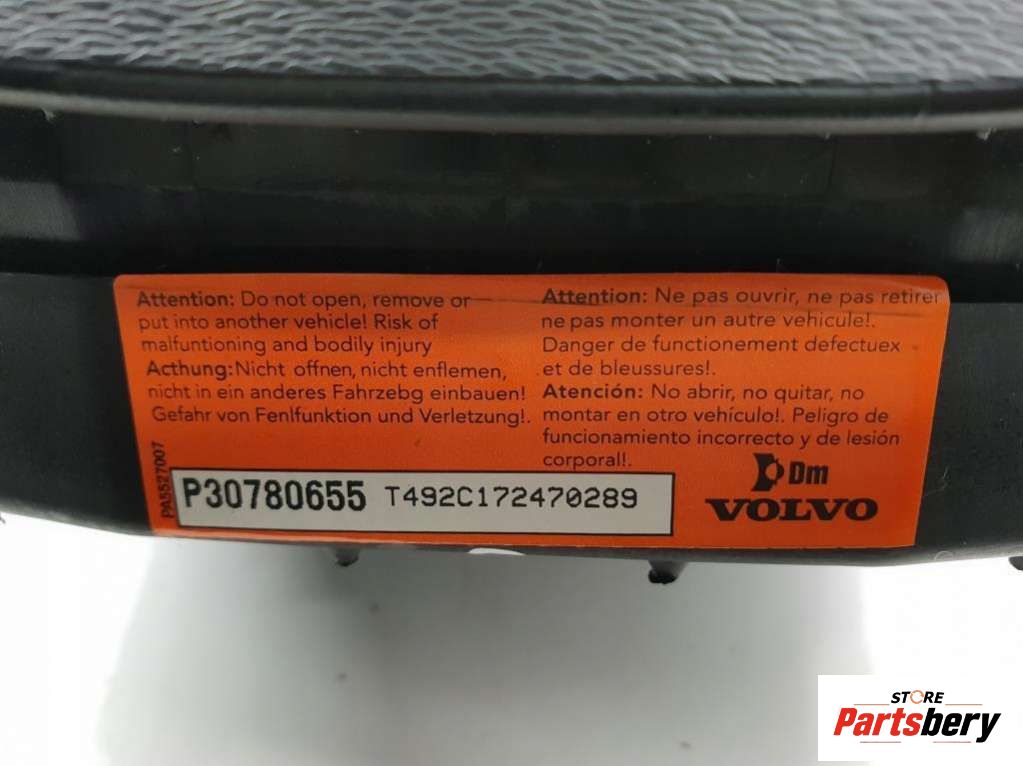 Attention: Do not open, remove or
put into another vehicle! Risk of
malfuntioning and bodily injury
Acthung: Nicht offnen, nicht enflemen,
nicht in ein anderes Fahrzebg einbauen!
Gefahr von Fenlfunktion und Verletzung!.
Attention: Ne pas ouvrir, ne pas retirer
ne pas monter un autre vehicule!.
Danger de functionement defectuex
et de bleussures!.
Atención: No abrir, no quitar, no
montar en otro vehículo!. Peligro de
funcionamiento incorrecto y de lesión
corporal!.
PA5527007
P30780655 T492C172470289
Dm
VOLVO
STORE
Partsbery